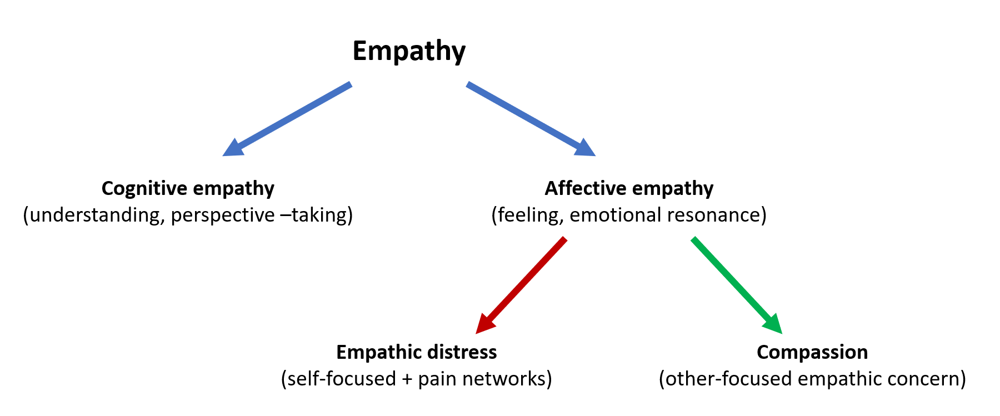 Empathy
Cognitive empathy
(understanding, perspective –taking)
Affective empathy
(feeling, emotional resonance)
Empathic distress
(self-focused + pain networks)
Compassion
(other-focused empathic concern)